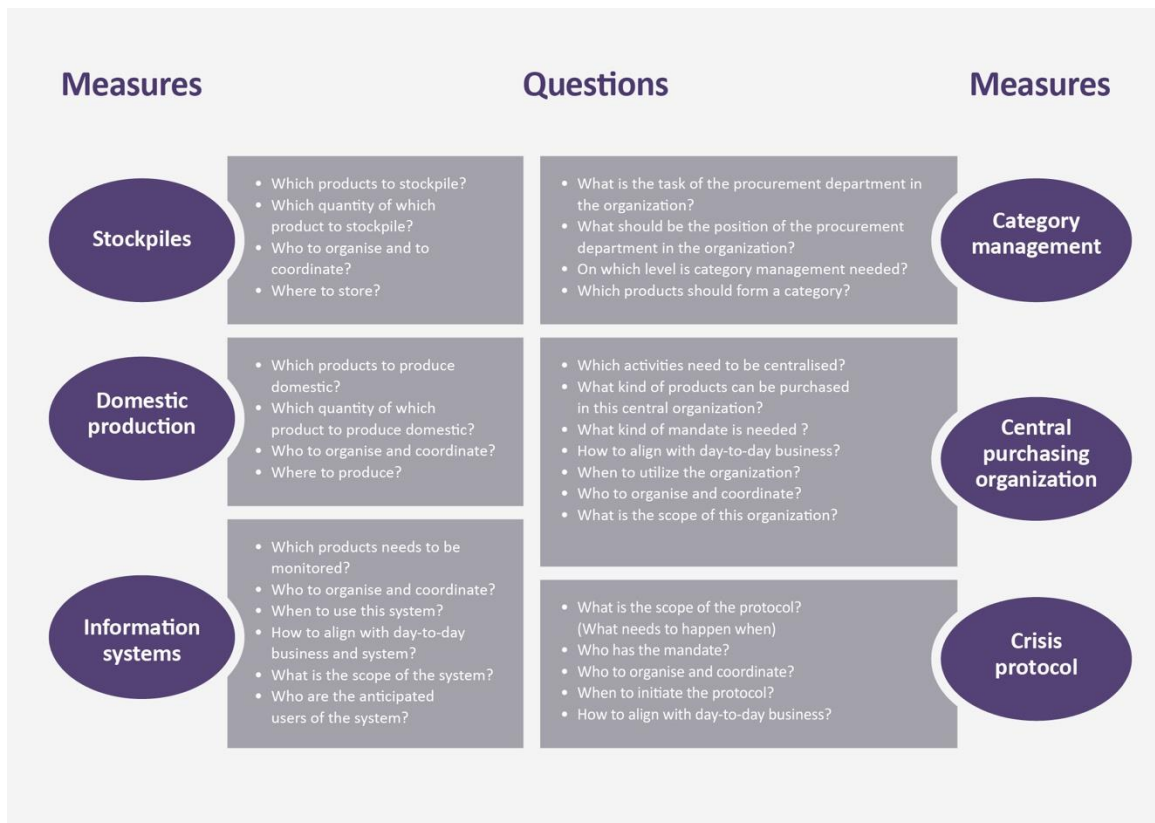 Measures
Questions
Measures
Stockpiles
• Which products to stockpile?
• Which quantity of which
product to stockpile?
• Who to organise and to
coordinate?
• Where to store?
• What is the task of the procurement department in
the organization?
• What should be the position of the procurement
department in the organization?
• On which level is category management needed?
• Which products should form a category?
Category
management
Domestic
production
• Which products to produce
domestic?
• Which quantity of which
product to produce domestic?
• Who to organise and coordinate?
• Where to produce?
• Which activities need to be centralised?
• What kind of products can be purchased
in this central organization?
• What kind of mandate is needed ?
• How to align with day-to-day business?
• When to utilize the organization?
• Who to organise and coordinate?
• What is the scope of this organization?
Central
purchasing
organization
Information
systems
• Which products needs to be
monitored?
• Who to organise and coordinate?
• When to use this system?
• How to align with day-to-day
business and system?
• What is the scope of the system?
• Who are the anticipated
users of the system?
• What is the scope of the protocol?
(What needs to happen when)
• Who has the mandate?
• Who to organise and coordinate?
• When to initiate the protocol?
• How to align with day-to-day business?
Crisis
protocol